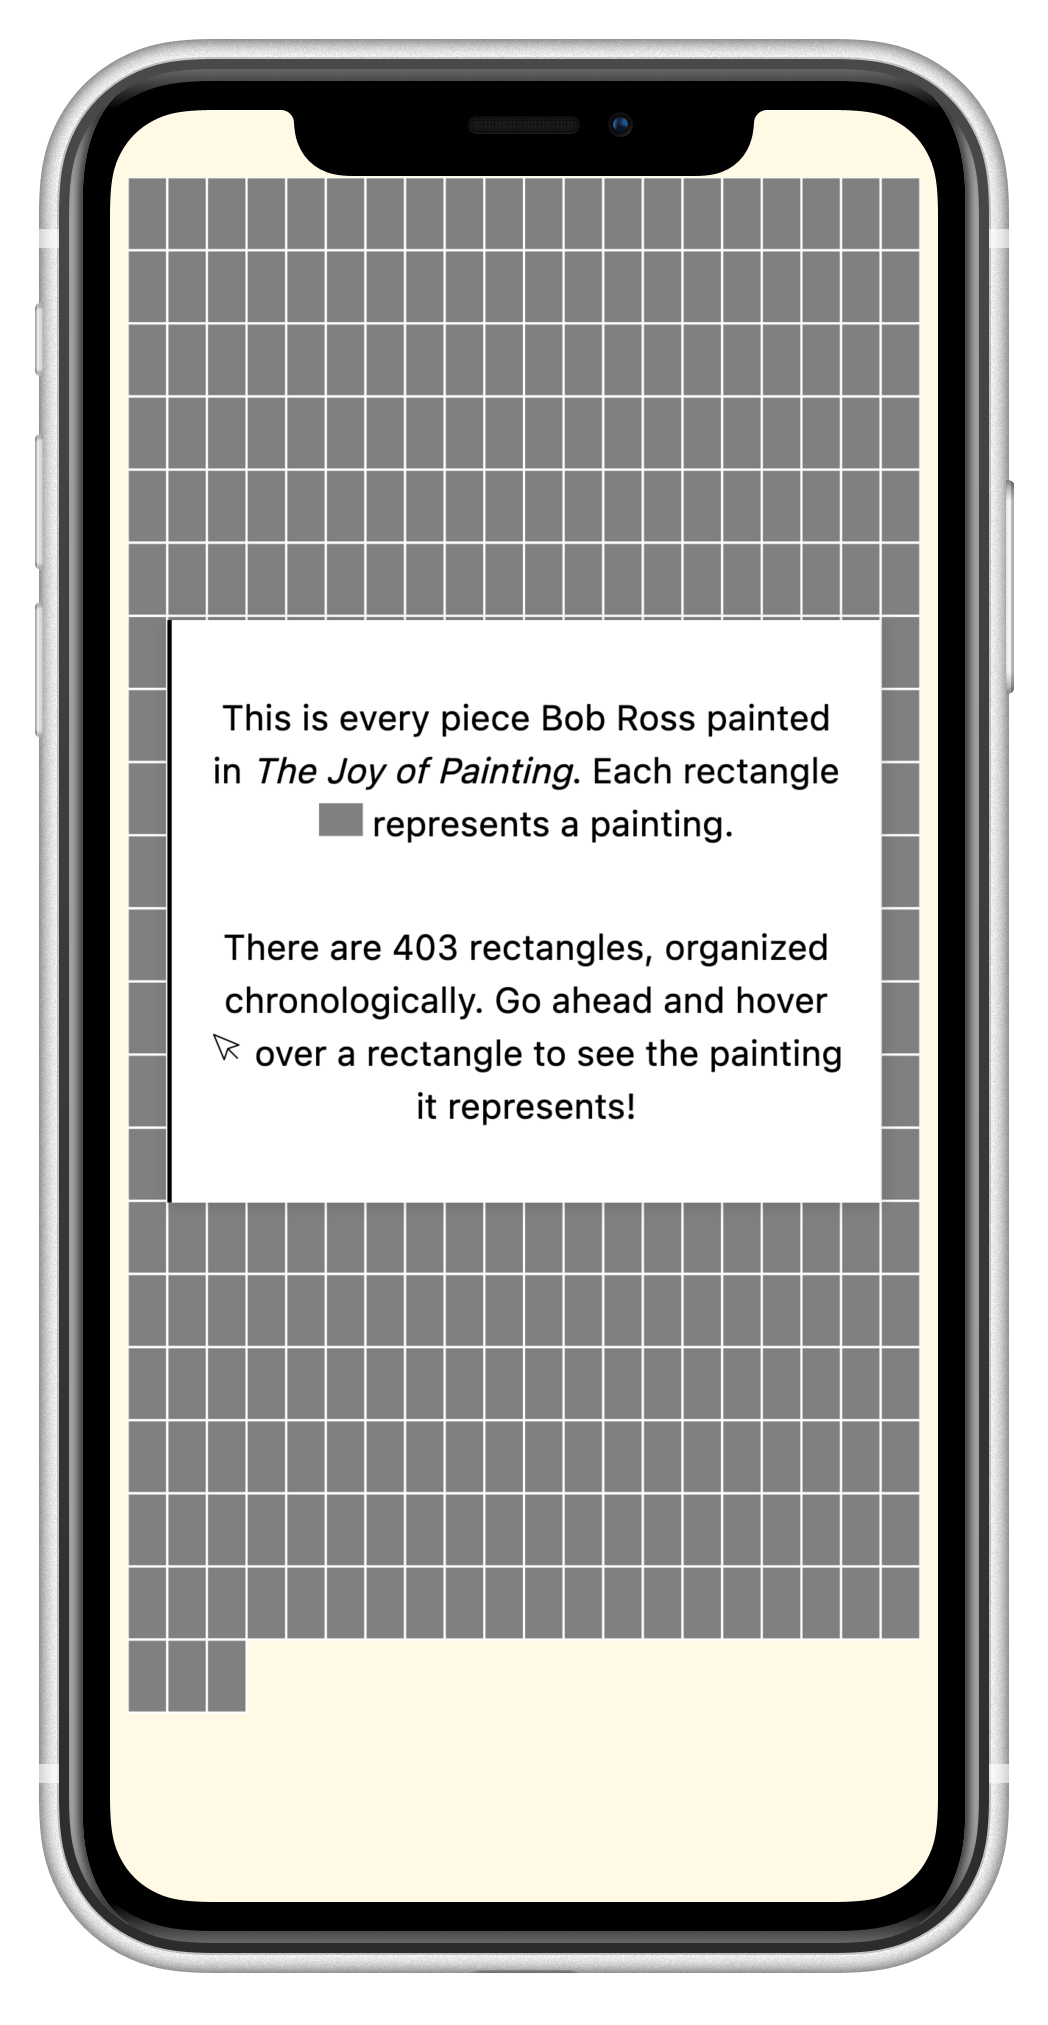 This is every piece Bob Ross painted
in The Joy of Painting. Each rectangle
represents a painting.
There are 403 rectangles, organized
chronologically. Go ahead and hover
over a rectangle to see the painting
it represents!